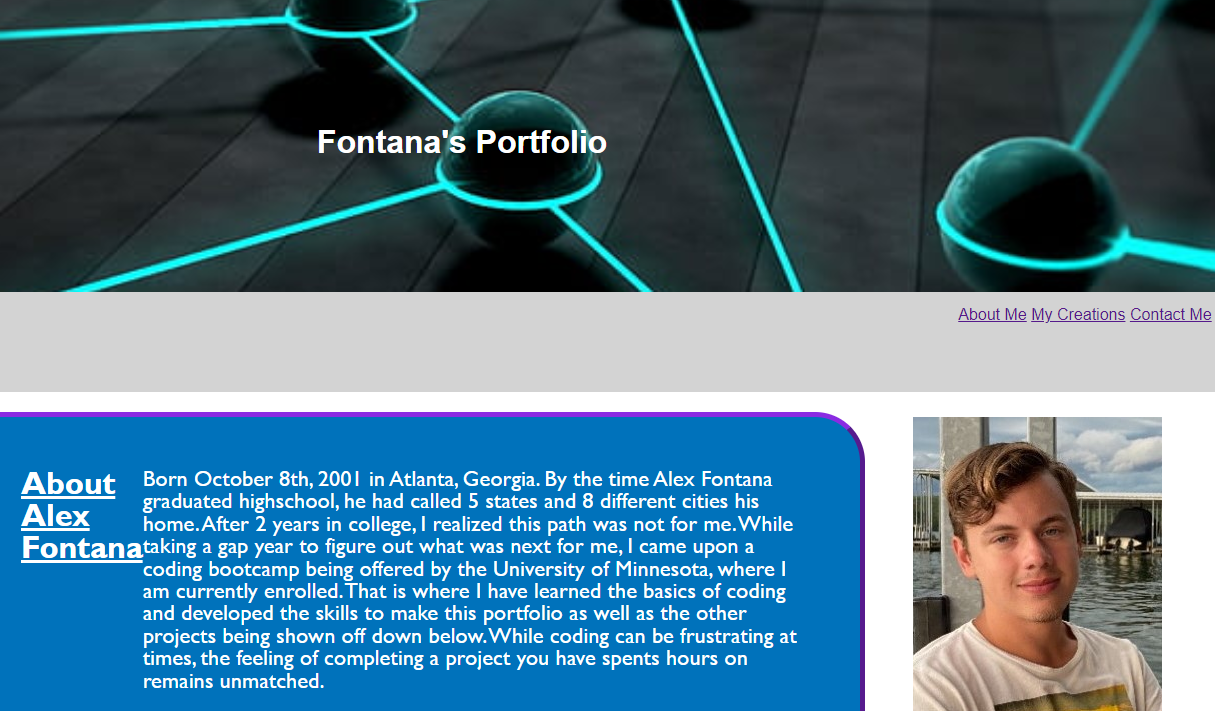 Fontana's Portfolio
About Me My Creations Contact Me
About
Alex
Fontana
Born October 8th, 2001 in Atlanta, Georgia. By the time Alex Fontana
graduated highschool, he had called 5 states and 8 different cities his
home. After 2 years in college, I realized this path was not for me. While
taking a gap year to figure out what was next for me, I came upon a
coding bootcamp being offered by the University of Minnesota, where I
am currently enrolled. That is where I have learned the basics of coding
and developed the skills to make this portfolio as well as the other
projects being shown off down below. While coding can be frustrating at
times, the feeling of completing a project you have spents hours on
remains unmatched.